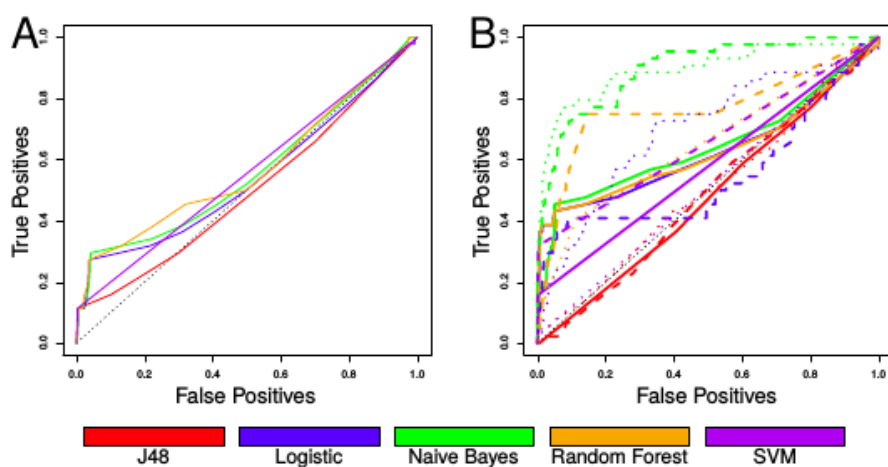 A
B
1.0
0.8
0.6
0.4
0.2
0.0
True Positives
0.0 0.2 0.4 0.6 0.8 1.0
False Positives
1.0
0.8
0.6
0.4
0.2
0.0
True Positives
0.0 0.2 0.4 0.6 0.8 1.0
False Positives
J48 Logistic Naive Bayes Random Forest SVM